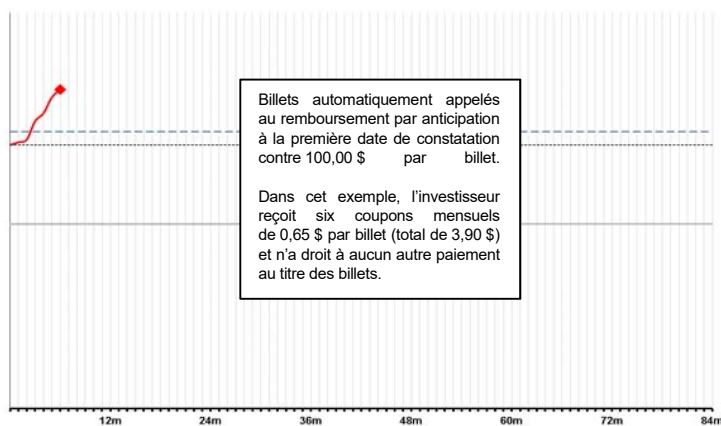 Billets automatiquement appelés
au remboursement par anticipation
à la première date de constatation
contre 100,00 $ par billet.
Dans cet exemple, l’investisseur
reçoit six coupons mensuels
de 0,65 $ par billet (total de 3,90 $)
et n’a droit à aucun autre paiement
au titre des billets.
12m 24m 36m 48m 60m 72m 84m